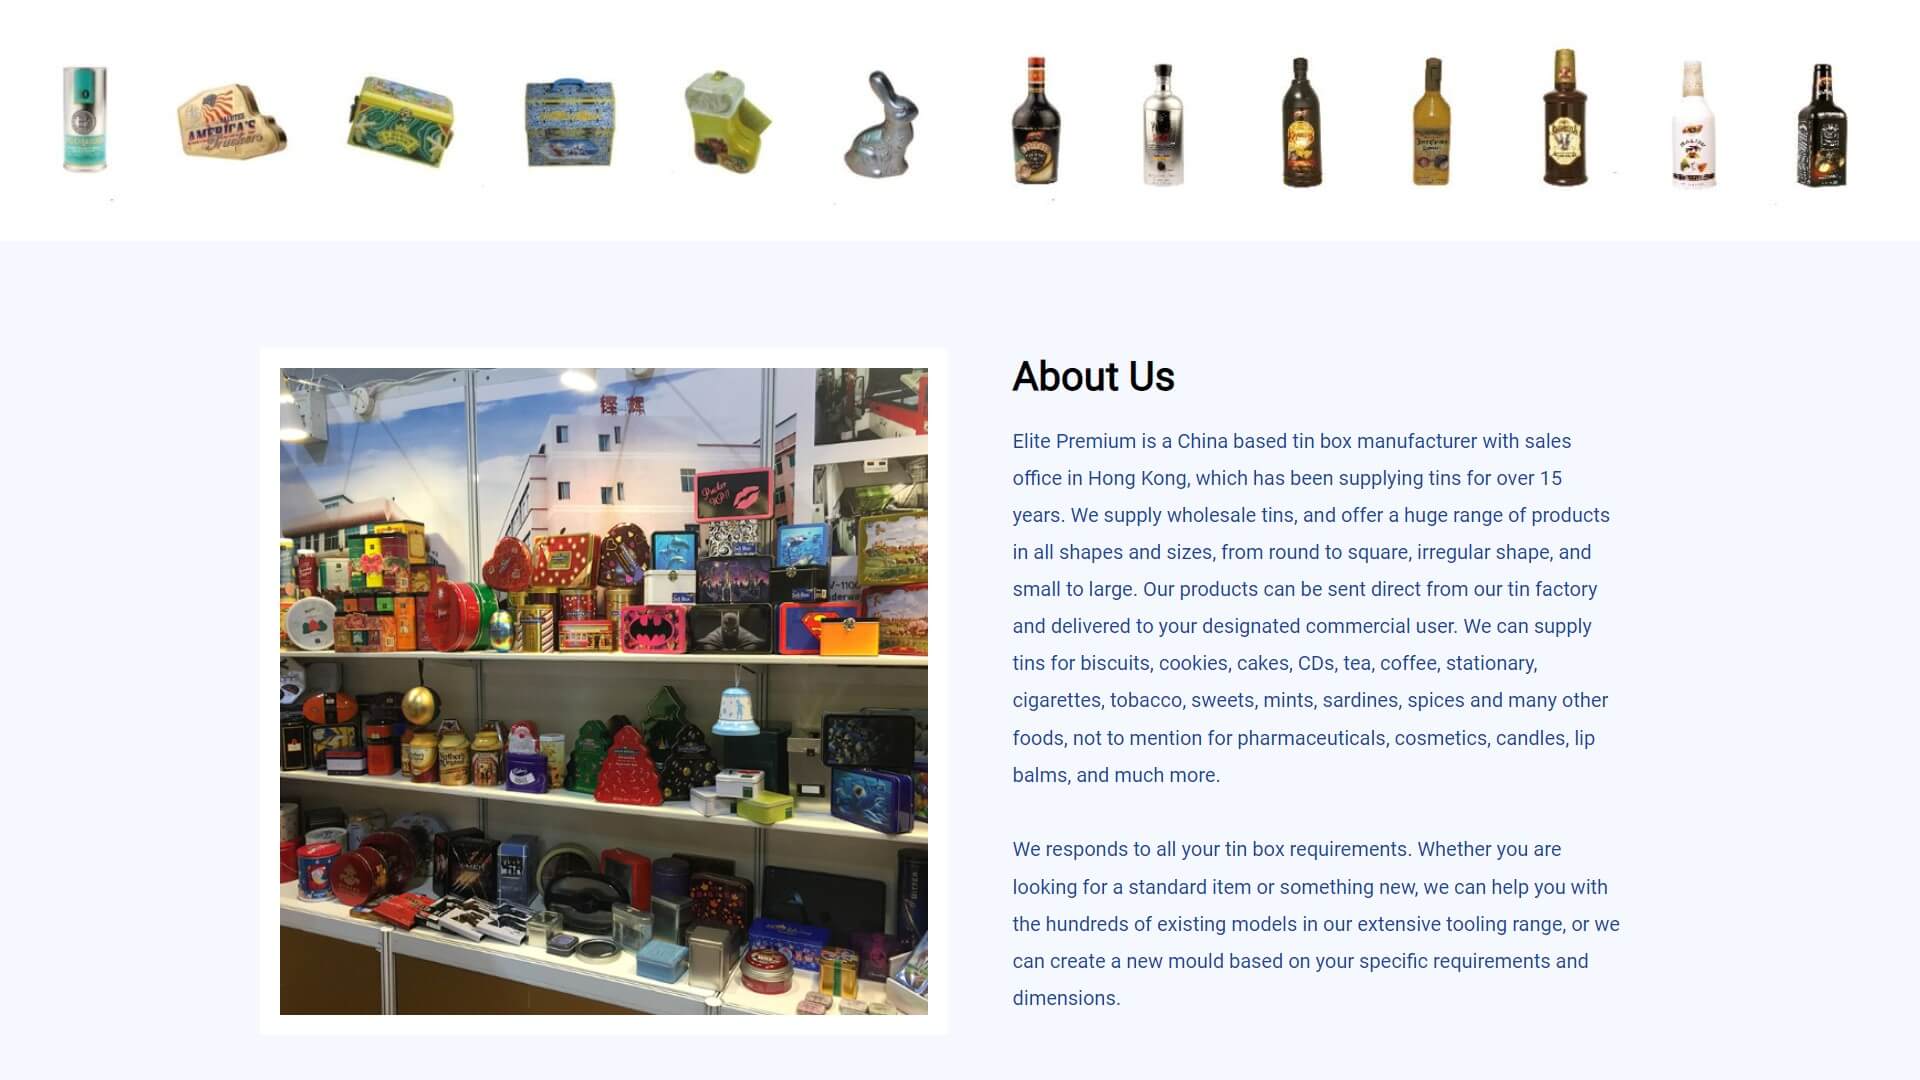 AMERICA'S
Truckers
About Us
Elite Premium is a China based tin box manufacturer with sales
office in Hong Kong, which has been supplying tins for over 15
years. We supply wholesale tins, and offer a huge range of products
in all shapes and sizes, from round to square, irregular shape, and
small to large. Our products can be sent direct from our tin factory
and delivered to your designated commercial user. We can supply
tins for biscuits, cookies, cakes, CDs, tea, coffee, stationary,
cigarettes, tobacco, sweets, mints, sardines, spices and many other
foods, not to mention for pharmaceuticals, cosmetics, candles, lip
balms, and much more.
We responds to all your tin box requirements. Whether you are
looking for a standard item or something new, we can help you with
the hundreds of existing models in our extensive tooling range, or we
can create a new mould based on your specific requirements and
dimensions.